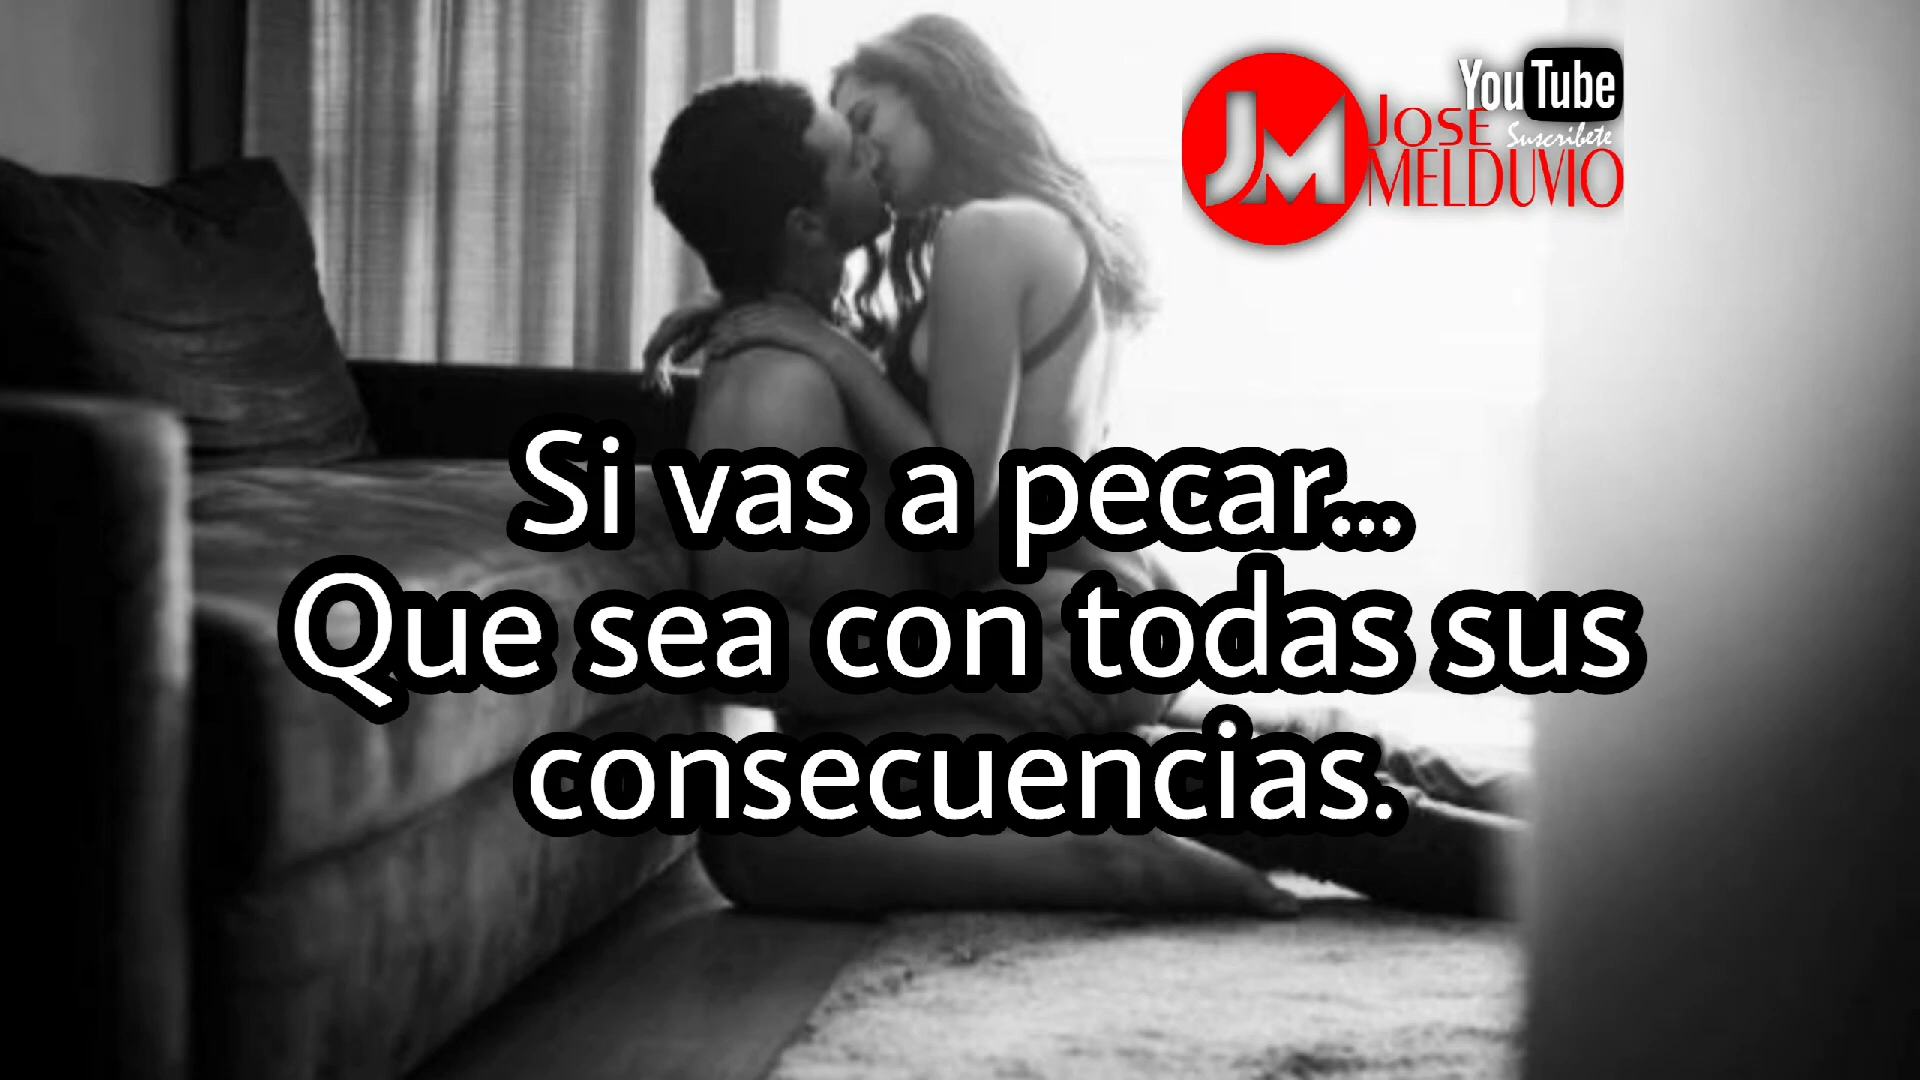 YouTube
Suscribete
JM
JOSE
MELDUVIO
Si vas a pecar...
Que sea con todas sus
consecuencias.